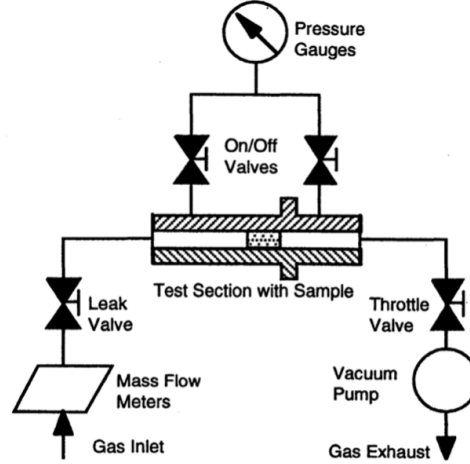 Pressure
Gauges
On/Off
Valves
Test Section with Sample
Leak
Valve
Throttle
Valve
Mass Flow
Meters
Vacuum
Pump
Gas Inlet
Gas Exhaust